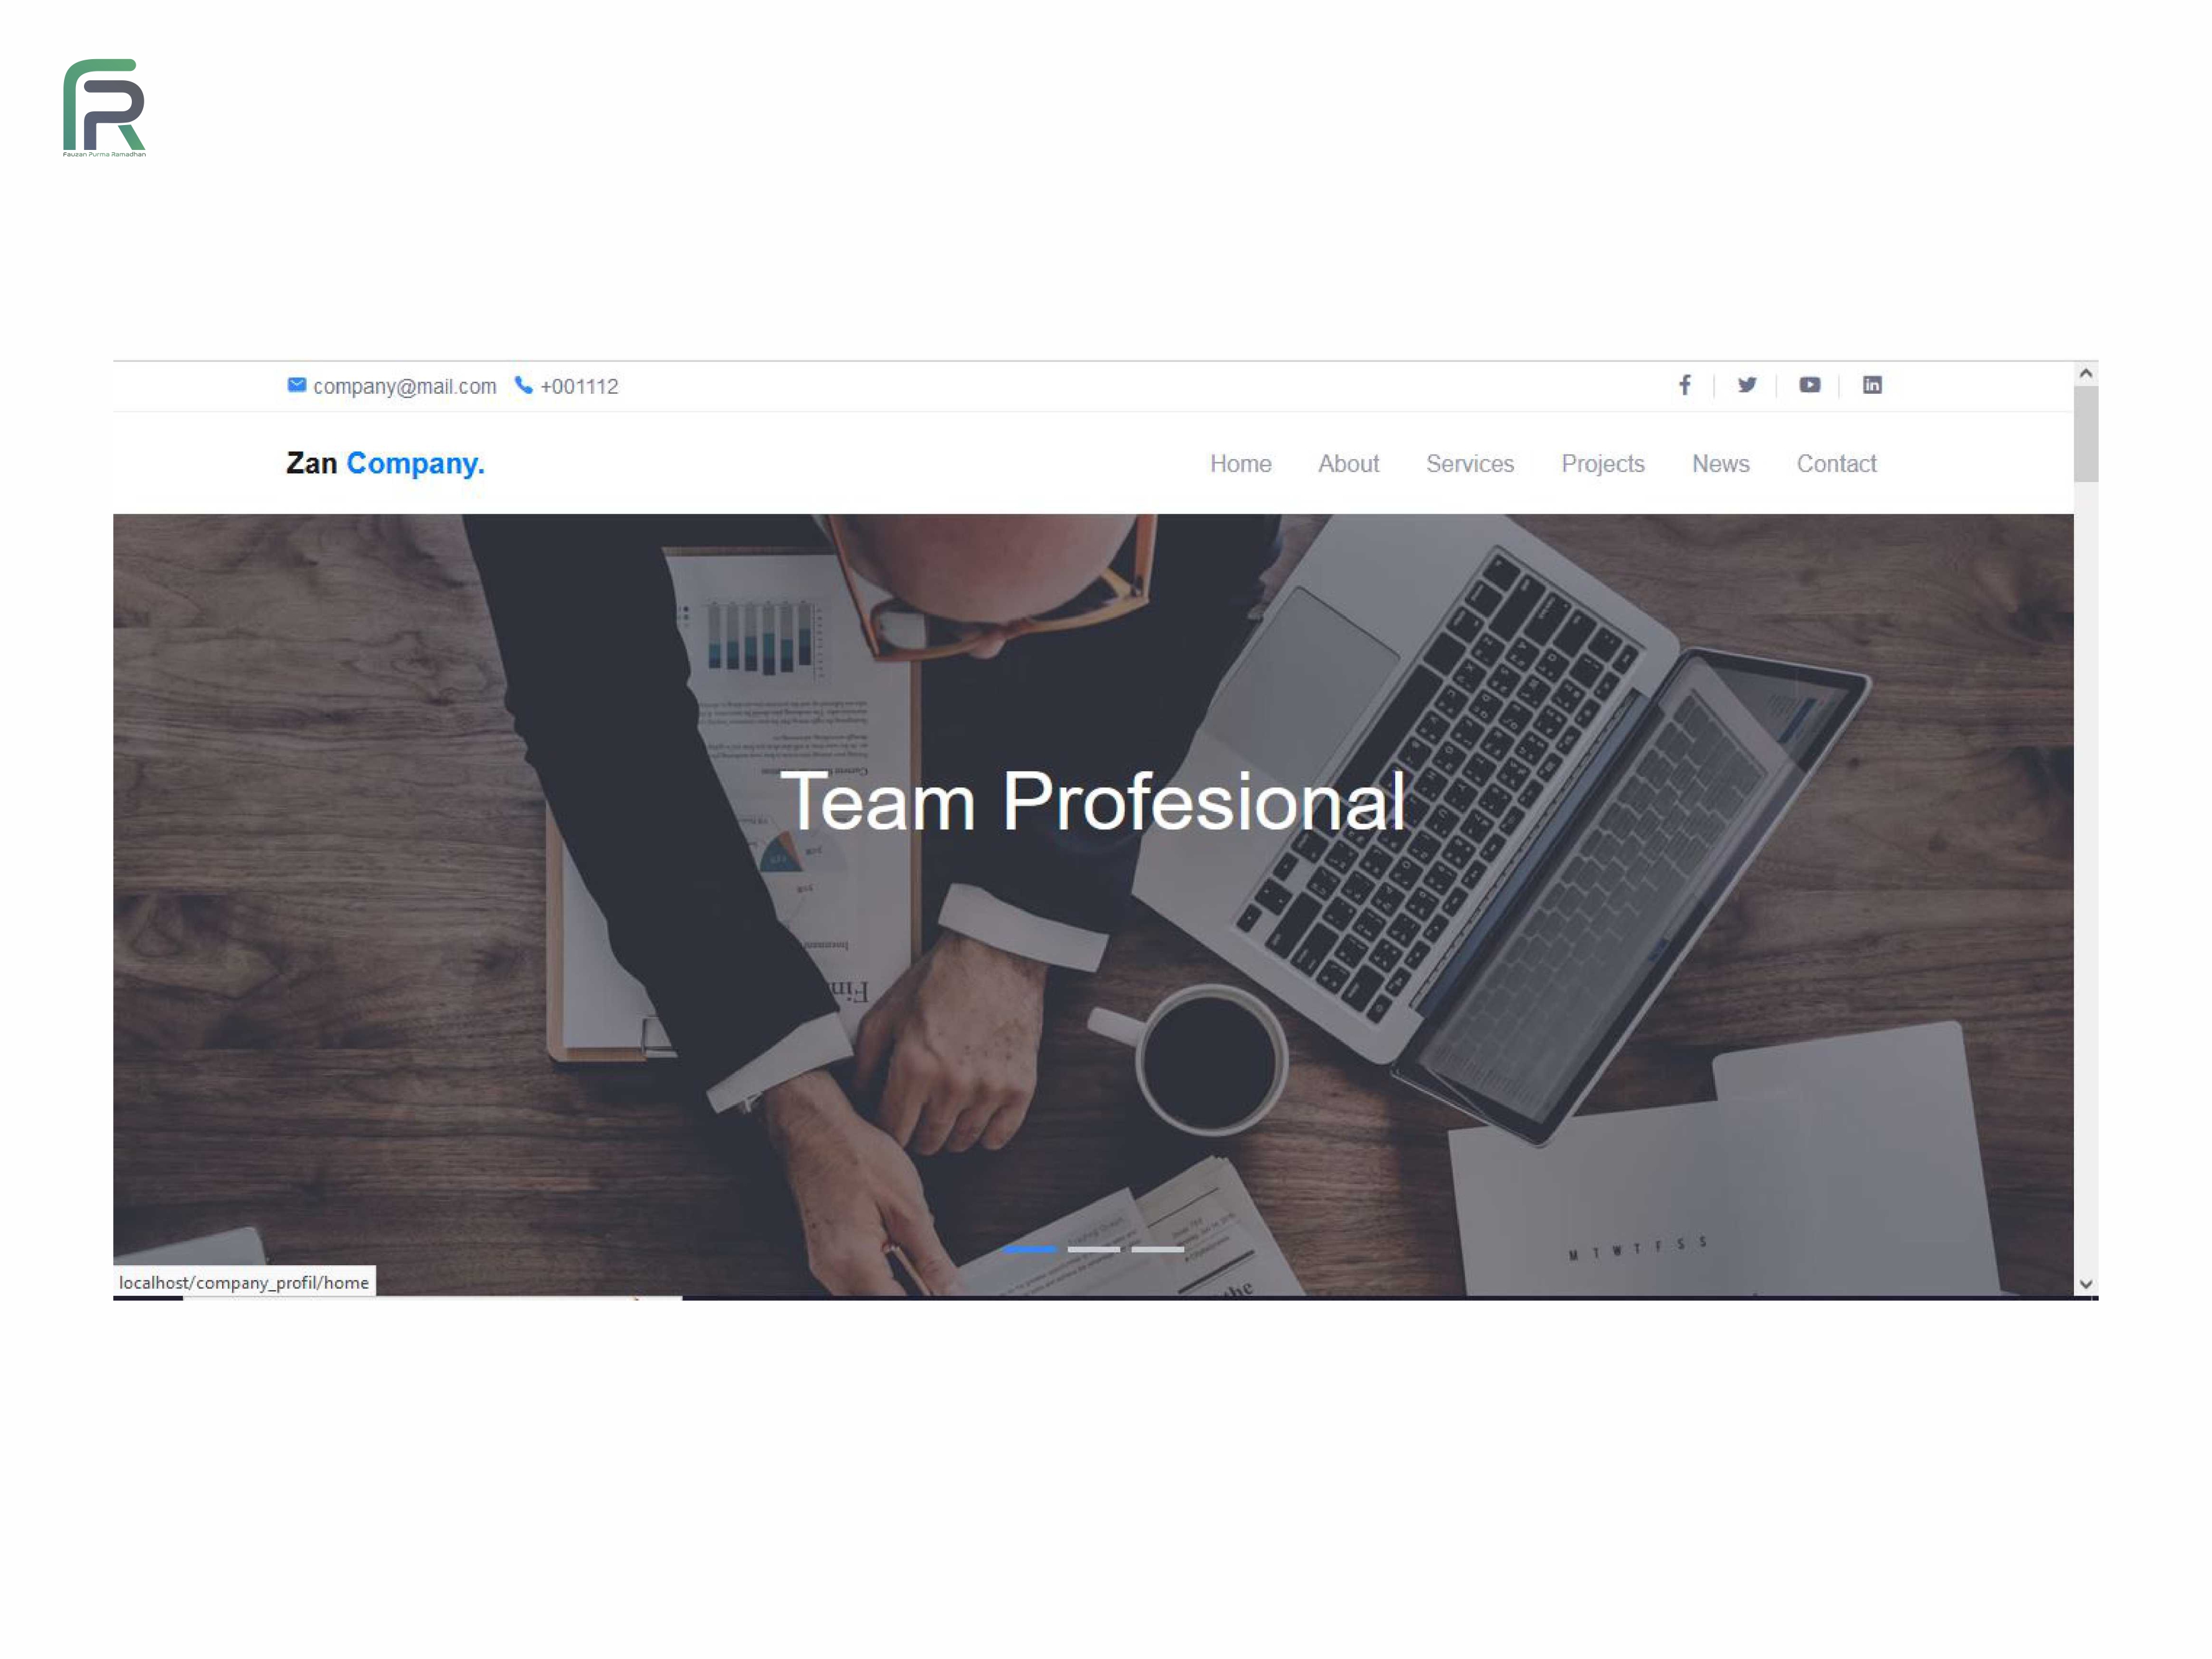 Fauzan Purma Ramadhan
company@mail.com +001112
Zan Company.
Home About Services Projects News Contact
Team Profesional
M T W T F S S
the
localhost/company_profil/home